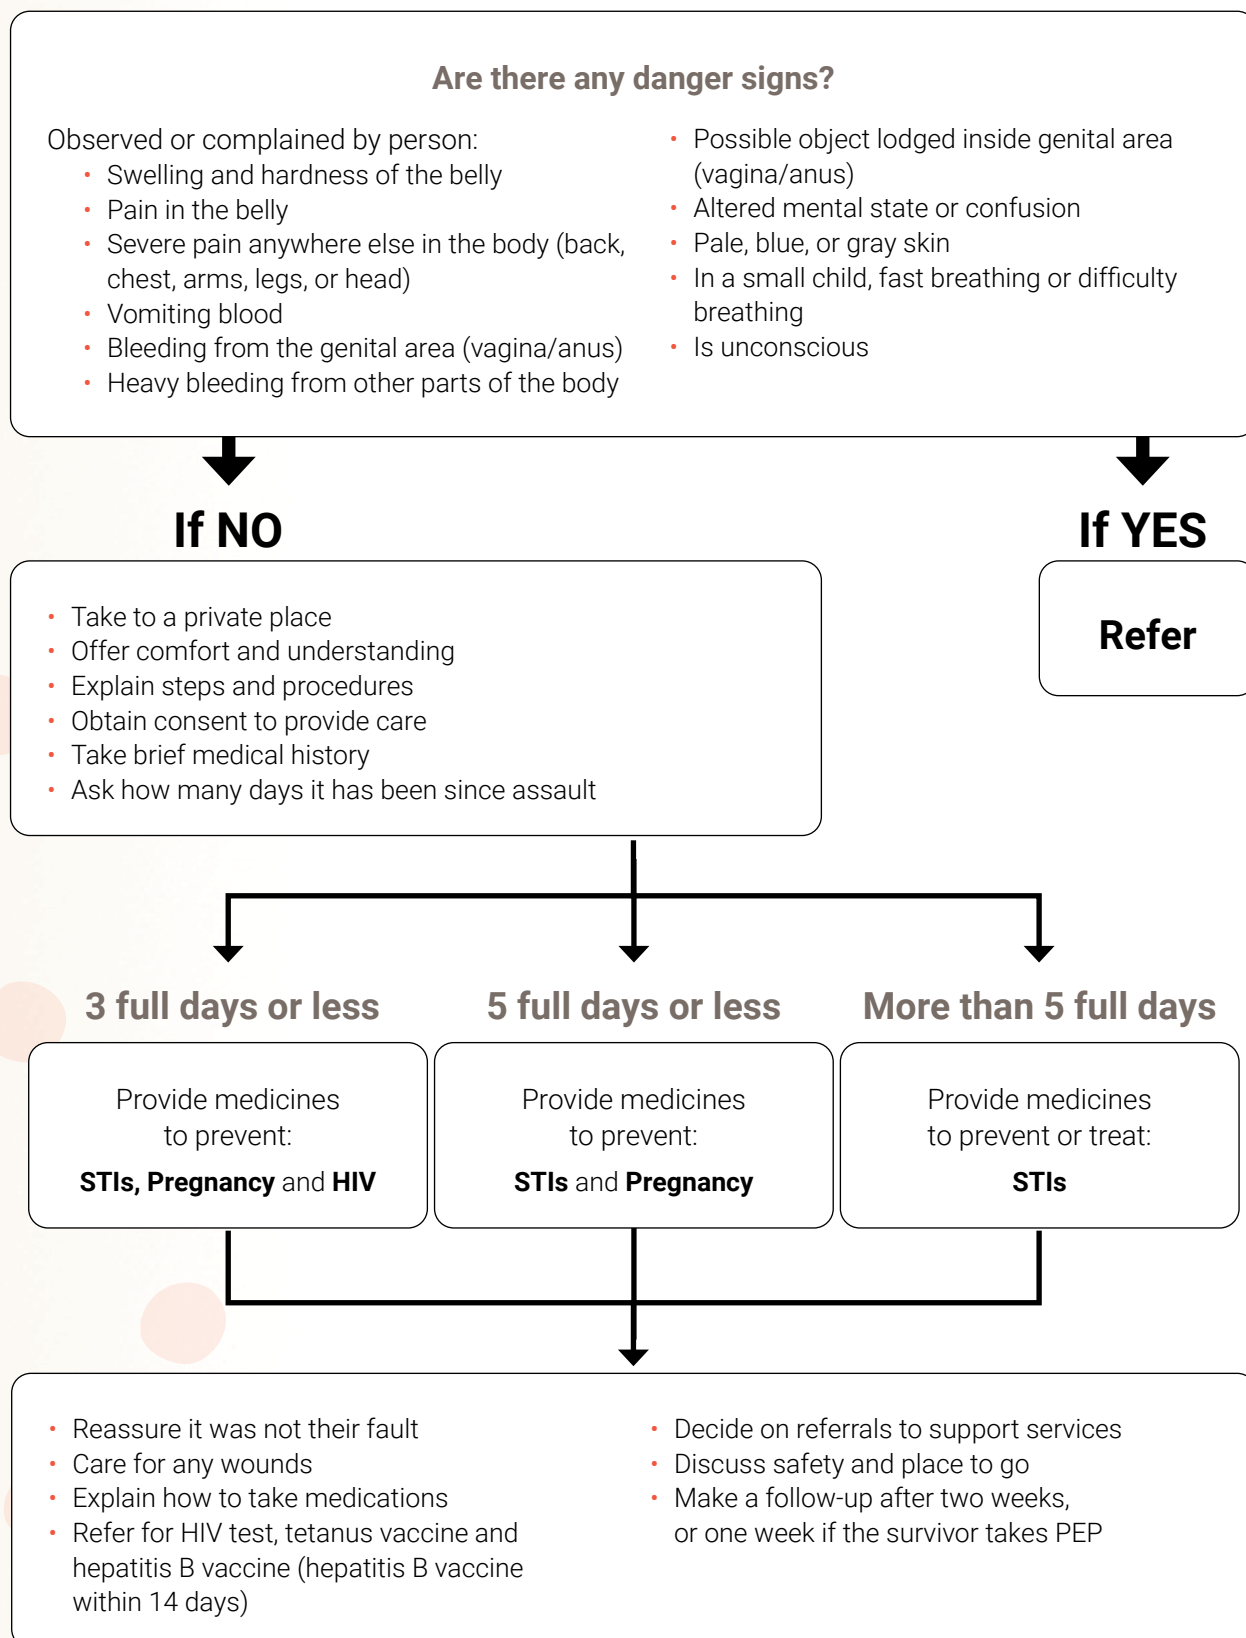 Are there any danger signs?
Observed or complained by person:
• Swelling and hardness of the belly
• Pain in the belly
• Severe pain anywhere else in the body (back,
chest, arms, legs, or head)
• Vomiting blood
• Bleeding from the genital area (vagina/anus)
• Heavy bleeding from other parts of the body
• Possible object lodged inside genital area
(vagina/anus)
• Altered mental state or confusion
• Pale, blue, or gray skin
• In a small child, fast breathing or difficulty
breathing
• Is unconscious
If NO
• Take to a private place
• Offer comfort and understanding
• Explain steps and procedures
• Obtain consent to provide care
• Take brief medical history
• Ask how many days it has been since assault
If YES
Refer
3 full days or less
Provide medicines
to prevent:
STIs, Pregnancy and HIV
5 full days or less
Provide medicines
to prevent:
STIs and Pregnancy
More than 5 full days
Provide medicines
to prevent or treat:
STIs
• Reassure it was not their fault
• Care for any wounds
• Explain how to take medications
• Refer for HIV test, tetanus vaccine and
hepatitis B vaccine (hepatitis B vaccine
within 14 days)
• Decide on referrals to support services
• Discuss safety and place to go
• Make a follow-up after two weeks,
or one week if the survivor takes PEP